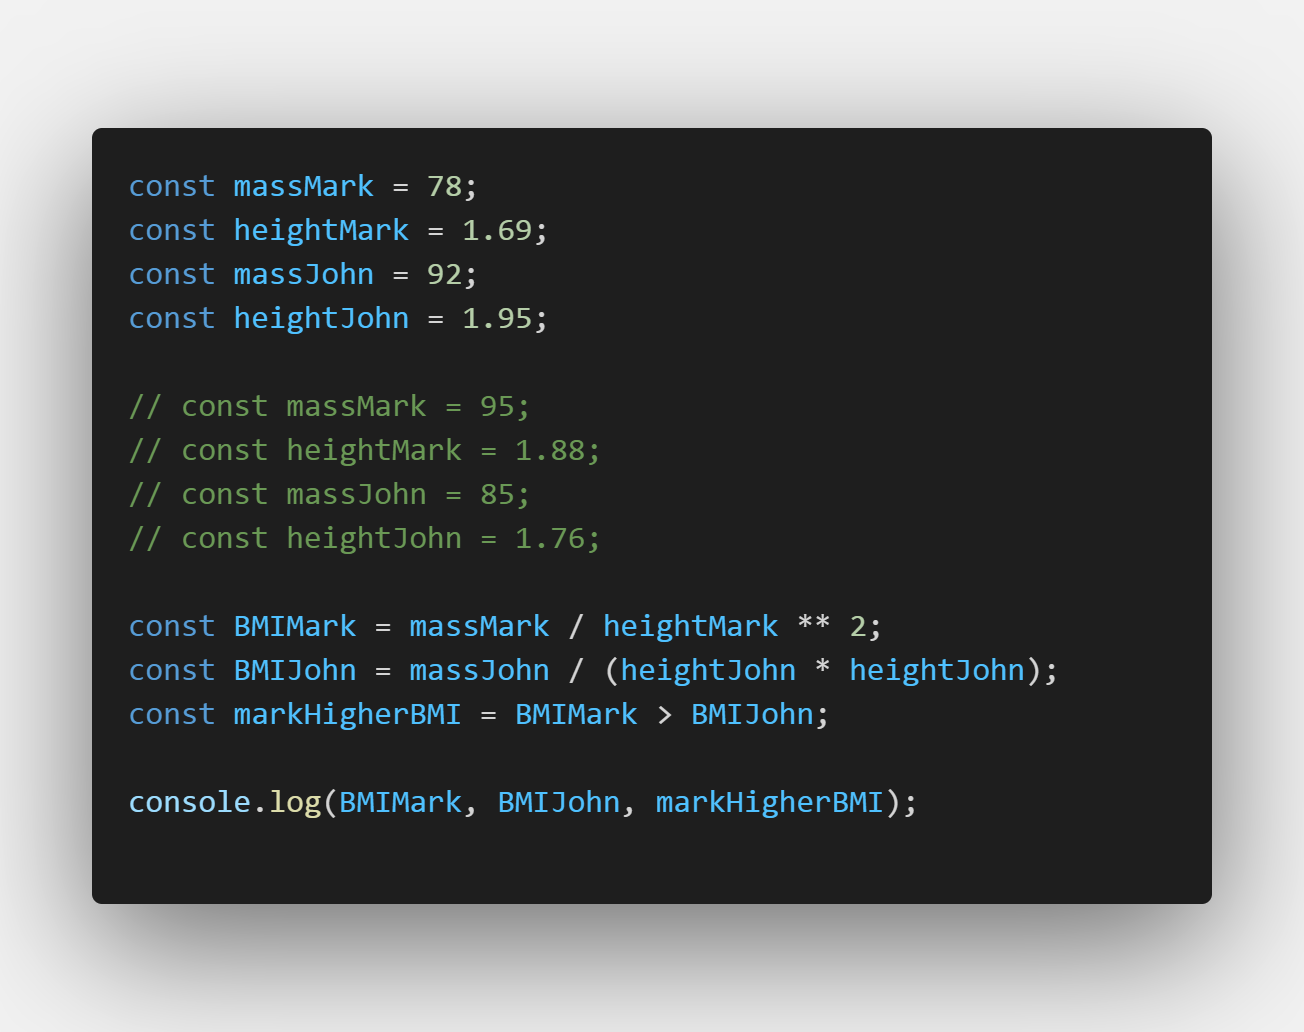 const massMark = 78;
const heightMark = 1.69;
const massJohn = 92;
const heightJohn = 1.95;
// const massMark = 95;
// const heightMark = 1.88;
// const massJohn = 85;
// const heightJohn = 1.76;
const BMIMark = massMark / heightMark ** 2;
const BMIJohn = massJohn / (heightJohn * heightJohn);
const markHigherBMI = BMIMark > BMIJohn;
console.log(BMIMark, BMIJohn, markHigherBMI);